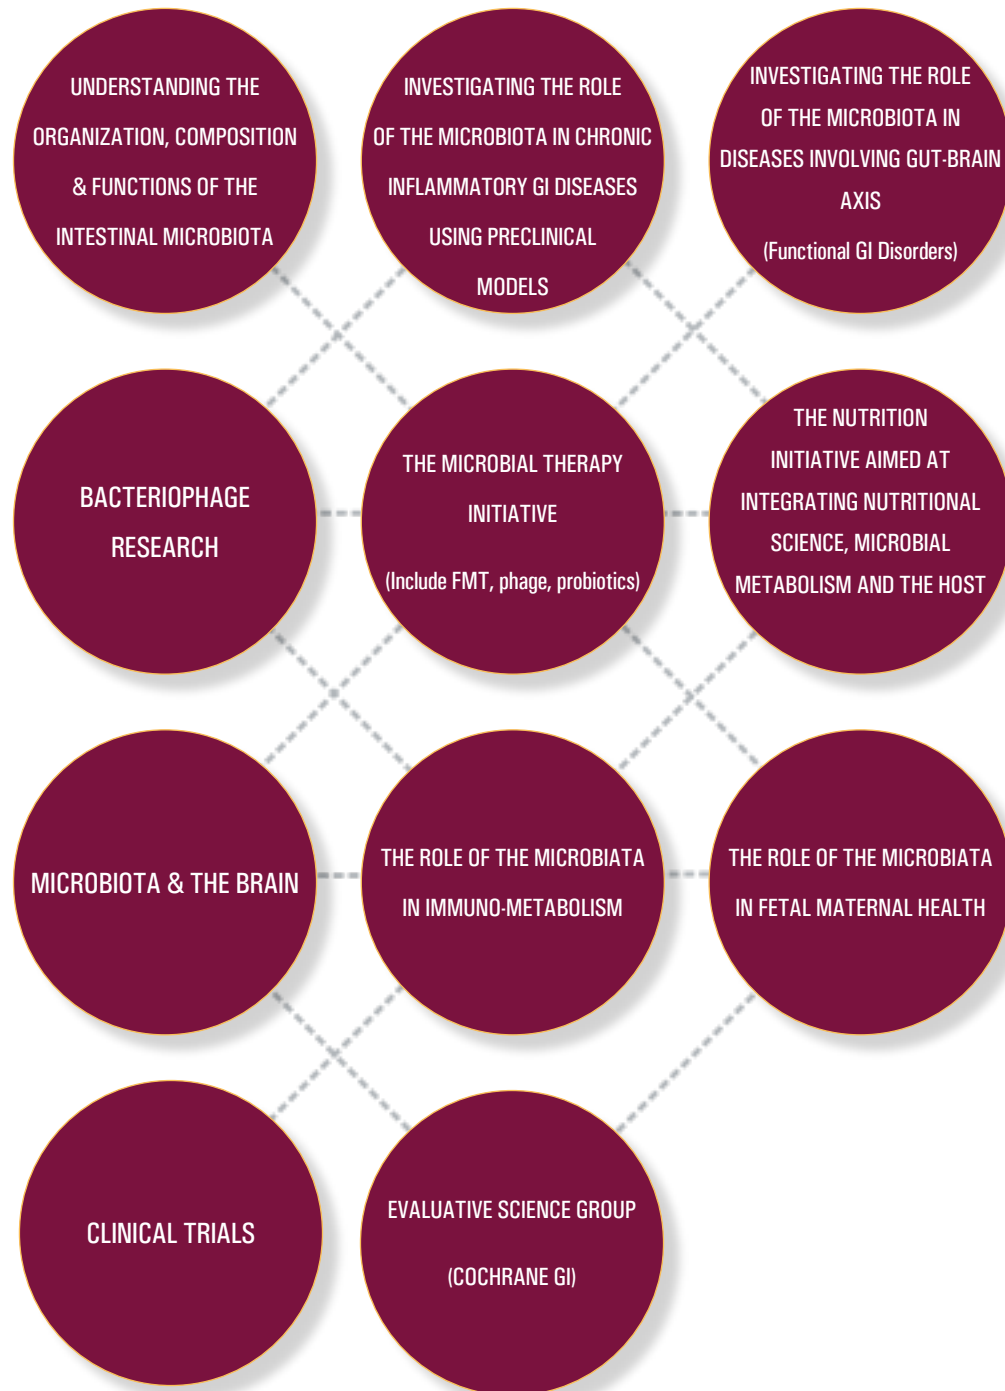 UNDERSTANDING THE
ORGANIZATION, COMPOSITION
& FUNCTIONS OF THE
INTESTINAL MICROBIOTA
INVESTIGATING THE ROLE
OF THE MICROBIOTA IN CHRONIC
INFLAMMATORY GI DISEASES
USING PRECLINICAL
MODELS
INVESTIGATING THE ROLE
OF THE MICROBIOTA IN
DISEASES INVOLVING GUT-BRAIN
AXIS
(Functional GI Disorders)
BACTERIOPHAGE
RESEARCH
THE MICROBIAL THERAPY
INITIATIVE
(Include FMT, phage, probiotics)
THE NUTRITION
INITIATIVE AIMED AT
INTEGRATING NUTRITIONAL
SCIENCE, MICROBIAL
METABOLISM AND THE HOST
MICROBIOTA & THE BRAIN
THE ROLE OF THE MICROBIATA
IN IMMUNO-METABOLISM
THE ROLE OF THE MICROBIATA
IN FETAL MATERNAL HEALTH
CLINICAL TRIALS
EVALUATIVE SCIENCE GROUP
(COCHRANE GI)